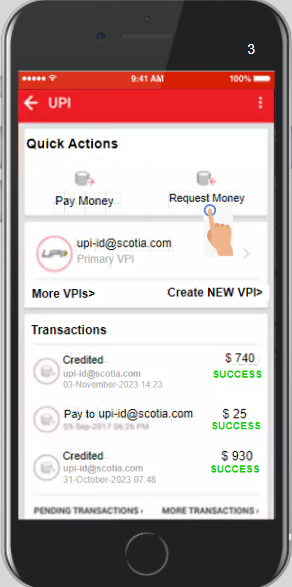 3
9:41 AM 100%
UPI
Quick Actions
Pay Money Request Money
UPI upi-id@scotia.com
Primary VPI
More VPIs> Create NEW VPI>
Transactions
Credited $ 740
upi-id@scotia.com SUCCESS
03-November-2023 14:23
Pay to upi-id@scotia.com $ 25
05-Sep-2017 06:26 PM SUCCESS
Credited $ 930
upi-id@scotia.com SUCCESS
31-October-2023 07:48
PENDING TRANSACTIONS › MORE TRANSACTIONS ›